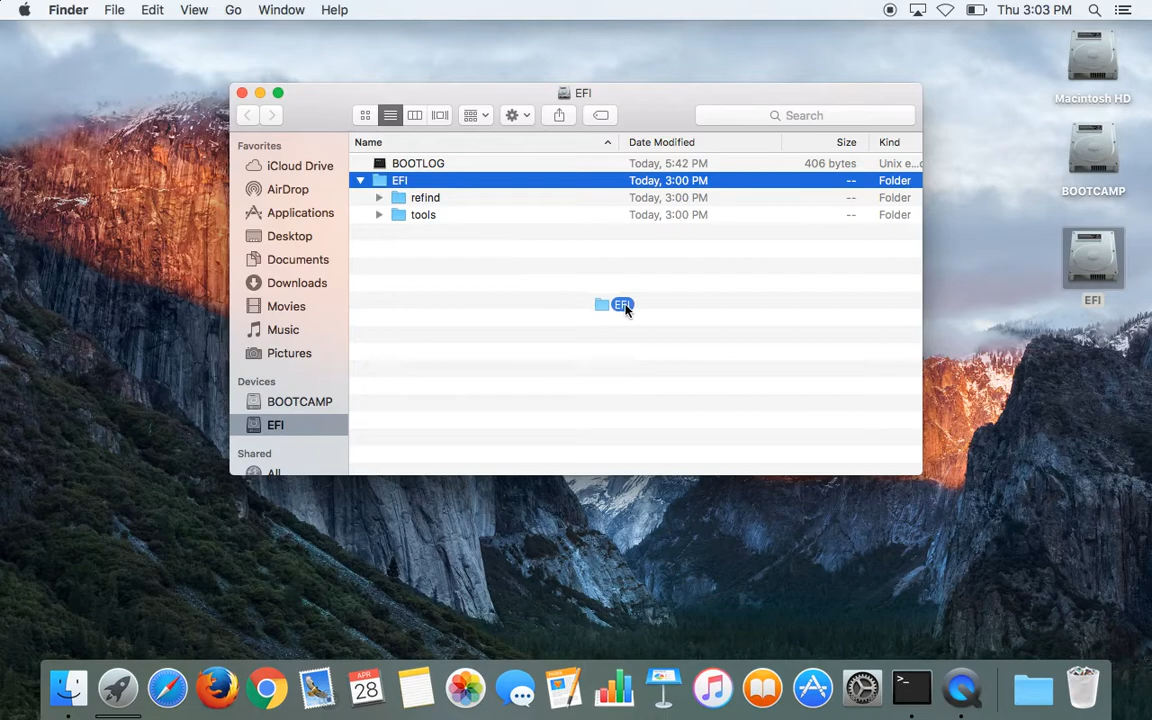 Finder File Edit View Go Window Help Thu 3:03 PM
EFI
Search
Name Date Modified Size Kind
BOOTLOG Today, 5:42 PM 406 bytes Unix e...c
EFI Today, 3:00 PM -- Folder
refind Today, 3:00 PM -- Folder
tools Today, 3:00 PM -- Folder
EFI
Favorites
iCloud Drive
AirDrop
Applications
Desktop
Documents
Downloads
Movies
Music
Pictures
Devices
BOOTCAMP
EFI
Shared
All
Macintosh HD
BOOTCAMP
EFI
APR
28
>_